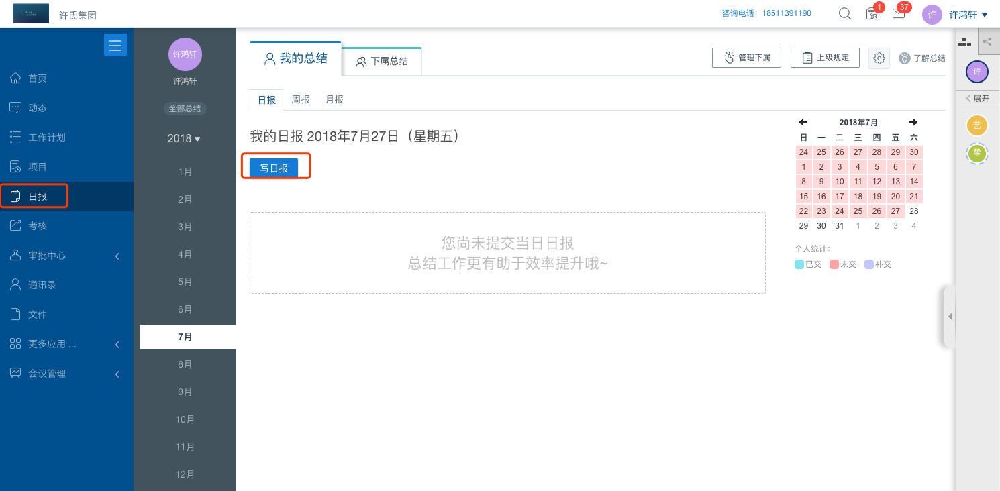 许氏集团
咨询电话：18511391190
1
37
许
许鸿轩
首页
动态
工作计划
项目
日报
考核
审批中心
通讯录
文件
更多应用 ...
会议管理
许鸿轩
许鸿轩
全部总结
2018
1月
2月
3月
4月
5月
6月
7月
8月
9月
10月
11月
12月
我的总结
下属总结
管理下属
上级规定
了解总结
日报 周报 月报
我的日报 2018年7月27日（星期五）
写日报
您尚未提交当日日报
总结工作更有助于效率提升哦~
2018年7月
日 一 二 三 四 五 六
24 25 26 27 28 29 30
1 2 3 4 5 6 7
8 9 10 11 12 13 14
15 16 17 18 19 20 21
22 23 24 25 26 27 28
29 30 31 1 2 3 4
个人统计：
已交 未交 补交
许
展开
艺
挚